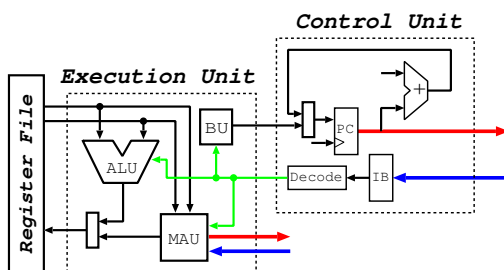 Control Unit
Execution Unit
Register File
ALU
BU
MAU
PC
+
Decode
IB